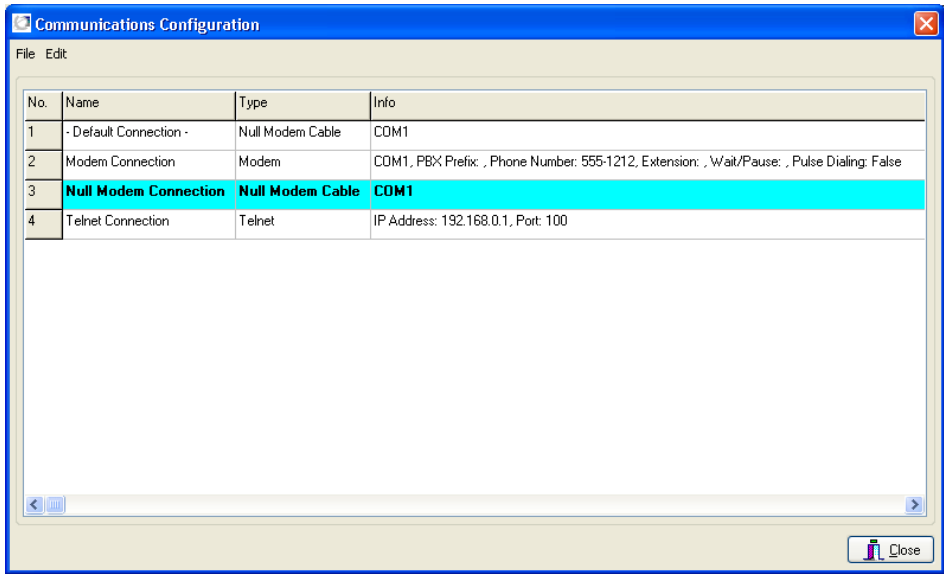 Communications Configuration
File Edit
No. Name Type Info
1 - Default Connection - Null Modem Cable COM1
2 Modem Connection Modem COM1, PBX Prefix: , Phone Number: 555-1212, Extension: , Wait/Pause: , Pulse Dialing: False
3 Null Modem Connection Null Modem Cable COM1
4 Telnet Connection Telnet IP Address: 192.168.0.1, Port: 100
Close